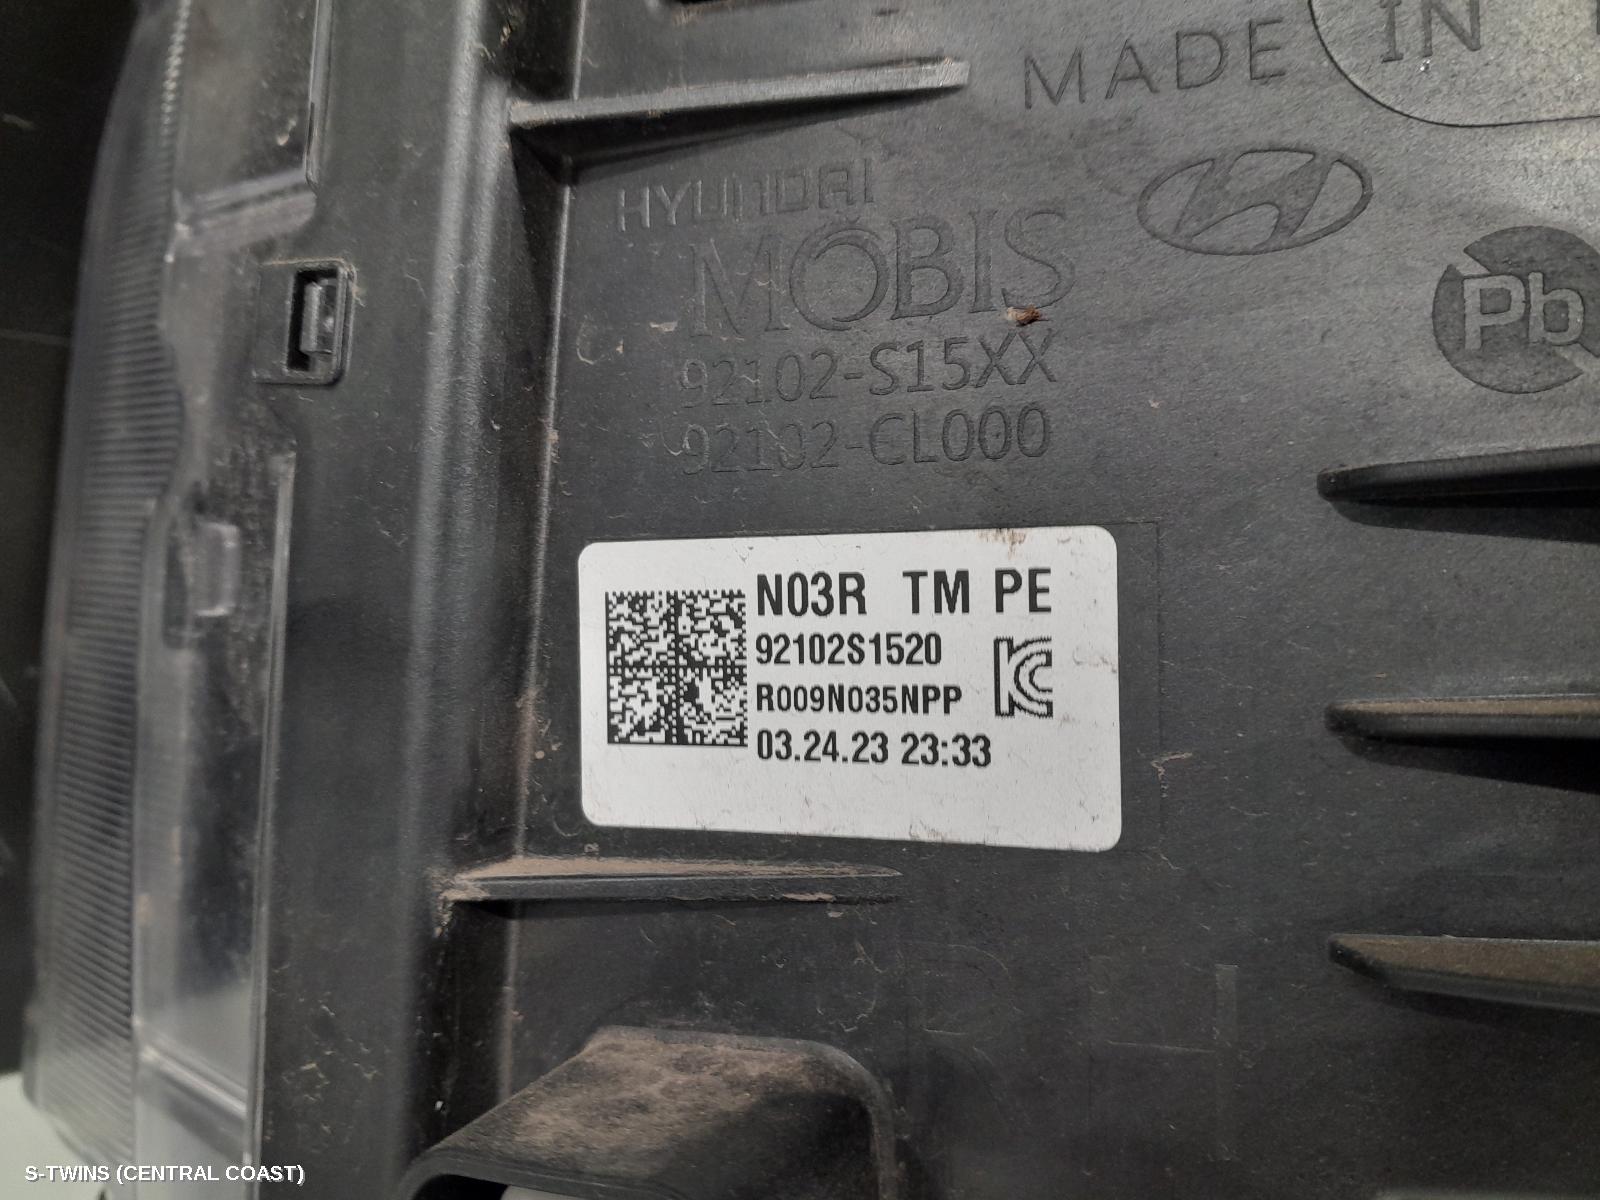 MADE IN
HYUNDAI
MOBIS
92102-S15XX
92102-CL000
Pb
N03R TM PE
92102S1520
R009N035NPP
03.24.23 23:33
S-TWINS (CENTRAL COAST)